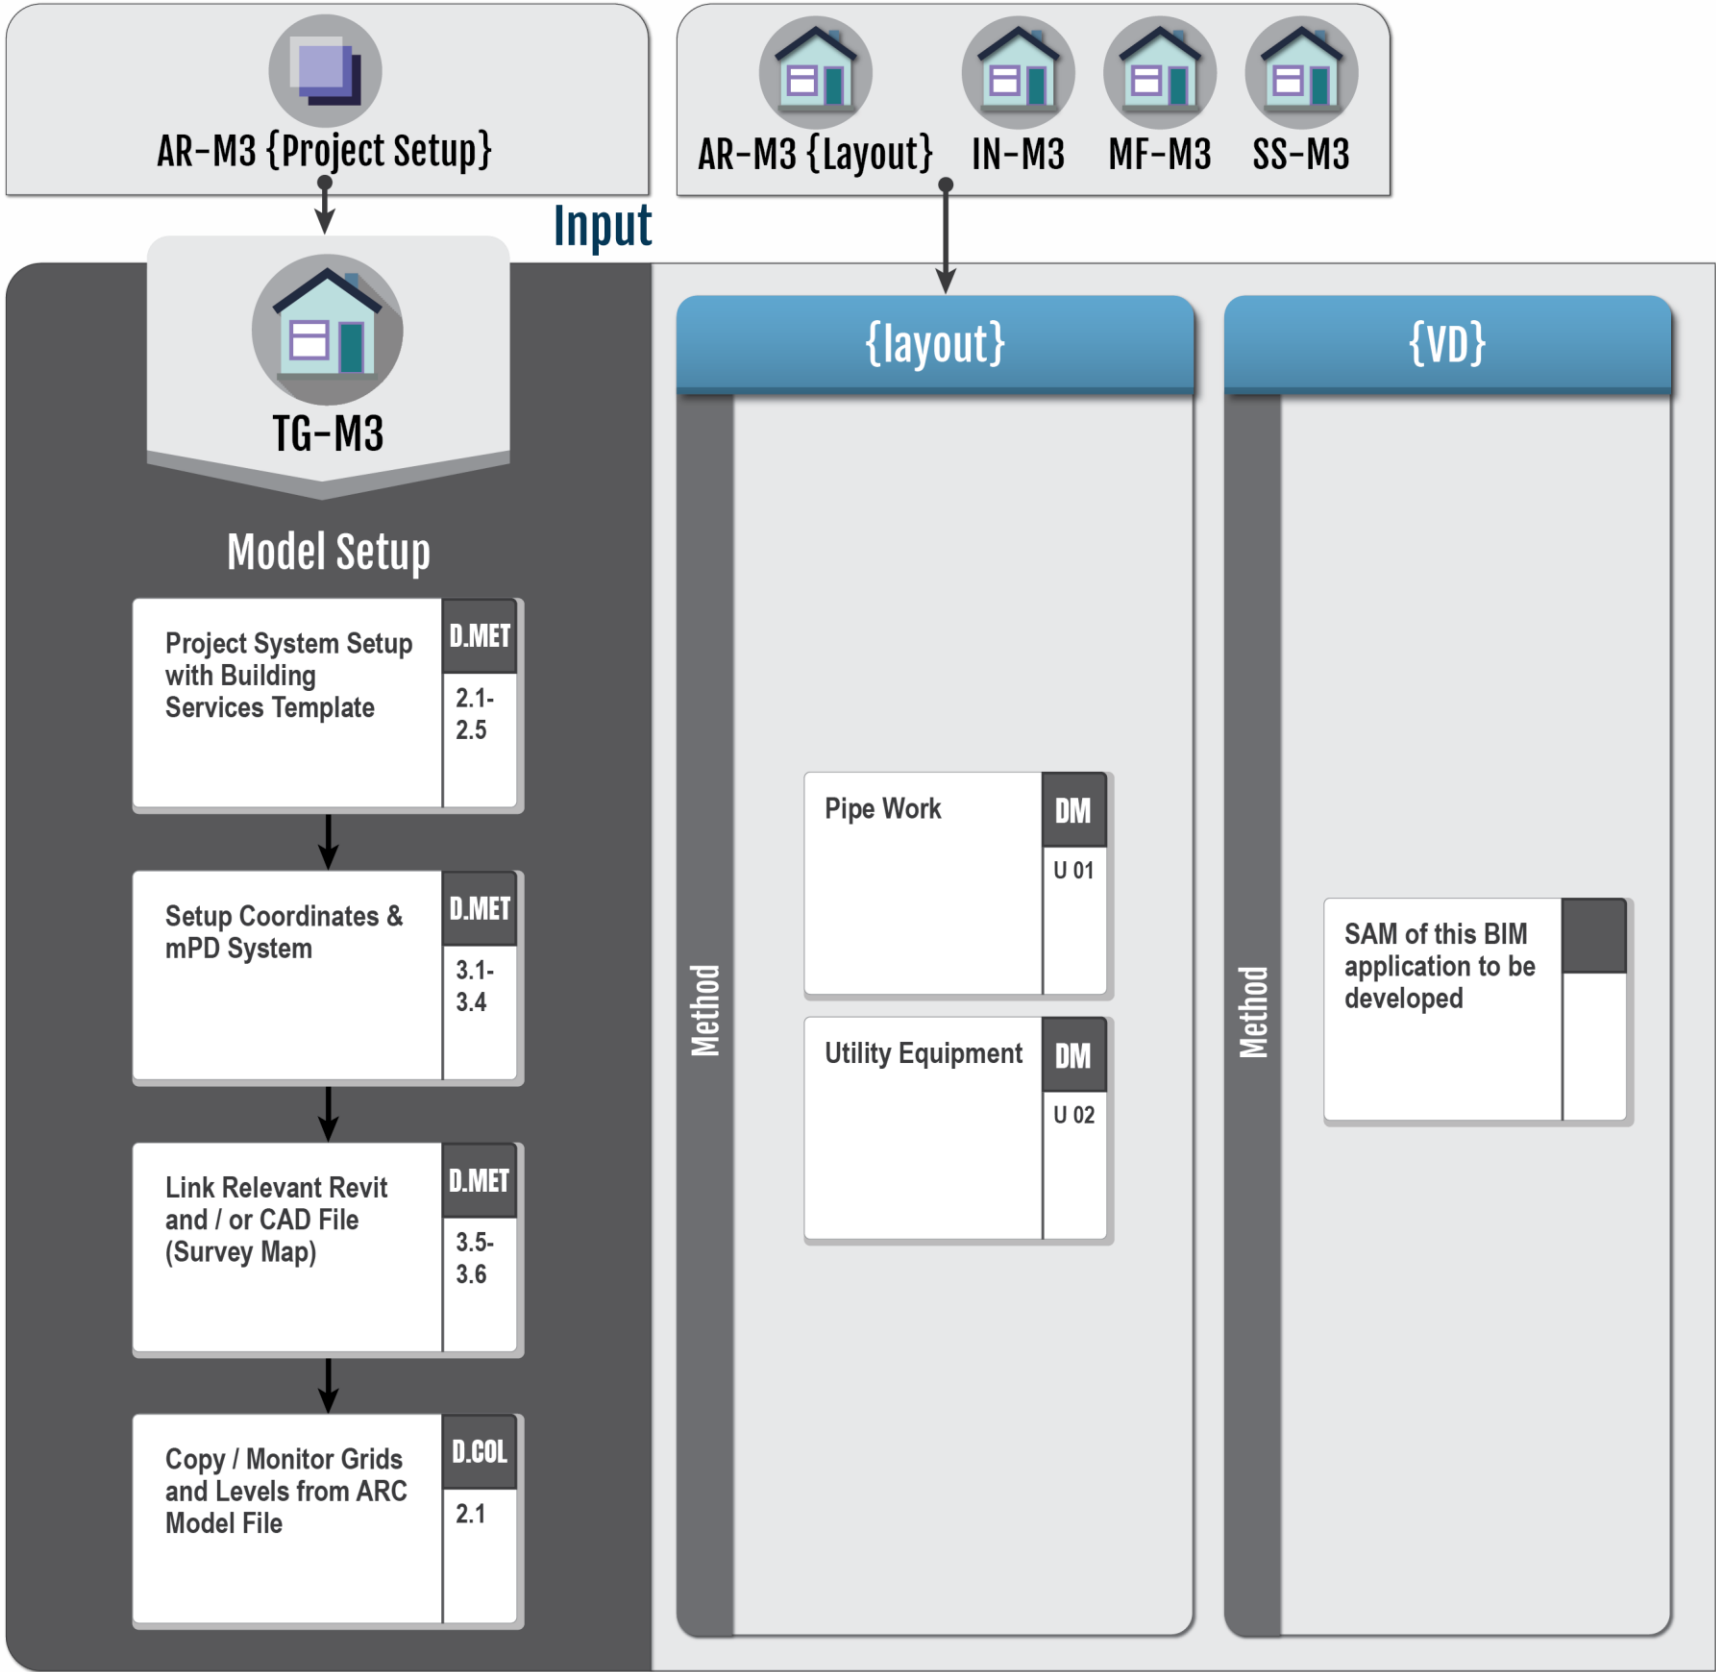 AR-M3 {Project Setup}
AR-M3 {Layout}
IN-M3
MF-M3
SS-M3
Input
TG-M3
Model Setup
Project System Setup
with Building
Services Template
D.MET
2.1-
2.5
Setup Coordinates &
mPD System
D.MET
3.1-
3.4
Link Relevant Revit
and / or CAD File
(Survey Map)
D.MET
3.5-
3.6
Copy / Monitor Grids
and Levels from ARC
Model File
D.COL
2.1
{layout}
Method
Pipe Work
DM
U 01
Utility Equipment
DM
U 02
{VD}
Method
SAM of this BIM
application to be
developed